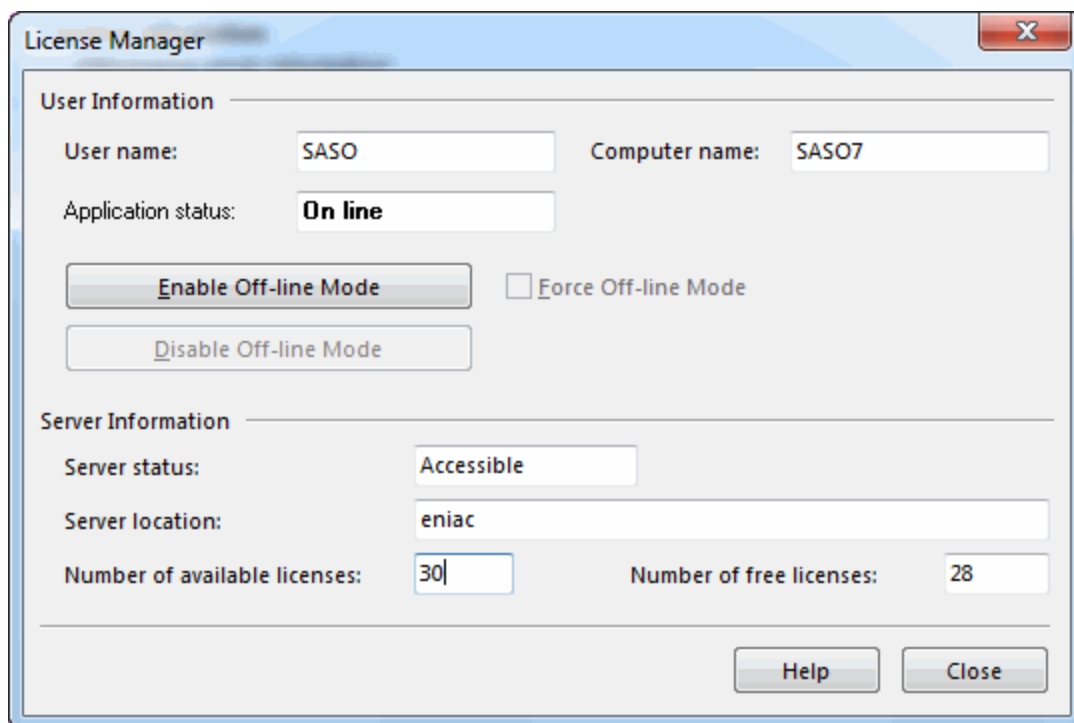 License Manager
User Information
User name: SASO Computer name: SASO7
Application status: On line
Enable Off-line Mode Force Off-line Mode
Disable Off-line Mode
Server Information
Server status: Accessible
Server location: eniac
Number of available licenses: 30 Number of free licenses: 28
Help Close